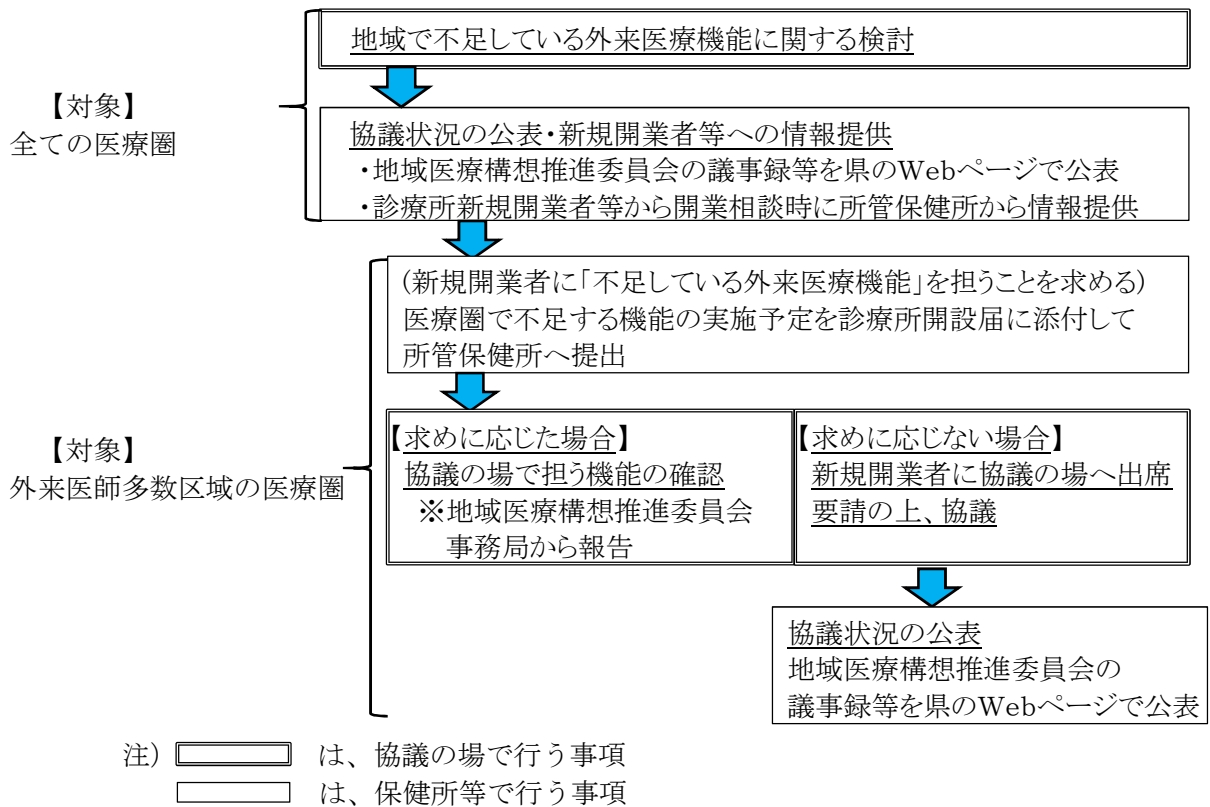 地域で不足している外来医療機能に関する検討
【対象】
全ての医療圏
協議状況の公表・新規開業者等への情報提供
・地域医療構想推進委員会の議事録等を県のWebページで公表
・診療所新規開業者等から開業相談時に所管保健所から情報提供
(新規開業者に「不足している外来医療機能」を担うことを求める)
医療圏で不足する機能の実施予定を診療所開設届に添付して
所管保健所へ提出
【対象】
外来医師多数区域の医療圏
【求めに応じた場合】
協議の場で担う機能の確認
※地域医療構想推進委員会
事務局から報告
【求めに応じない場合】
新規開業者に協議の場へ出席
要請の上、協議
協議状況の公表
地域医療構想推進委員会の
議事録等を県のWebページで公表
注) は、協議の場で行う事項
は、保健所等で行う事項